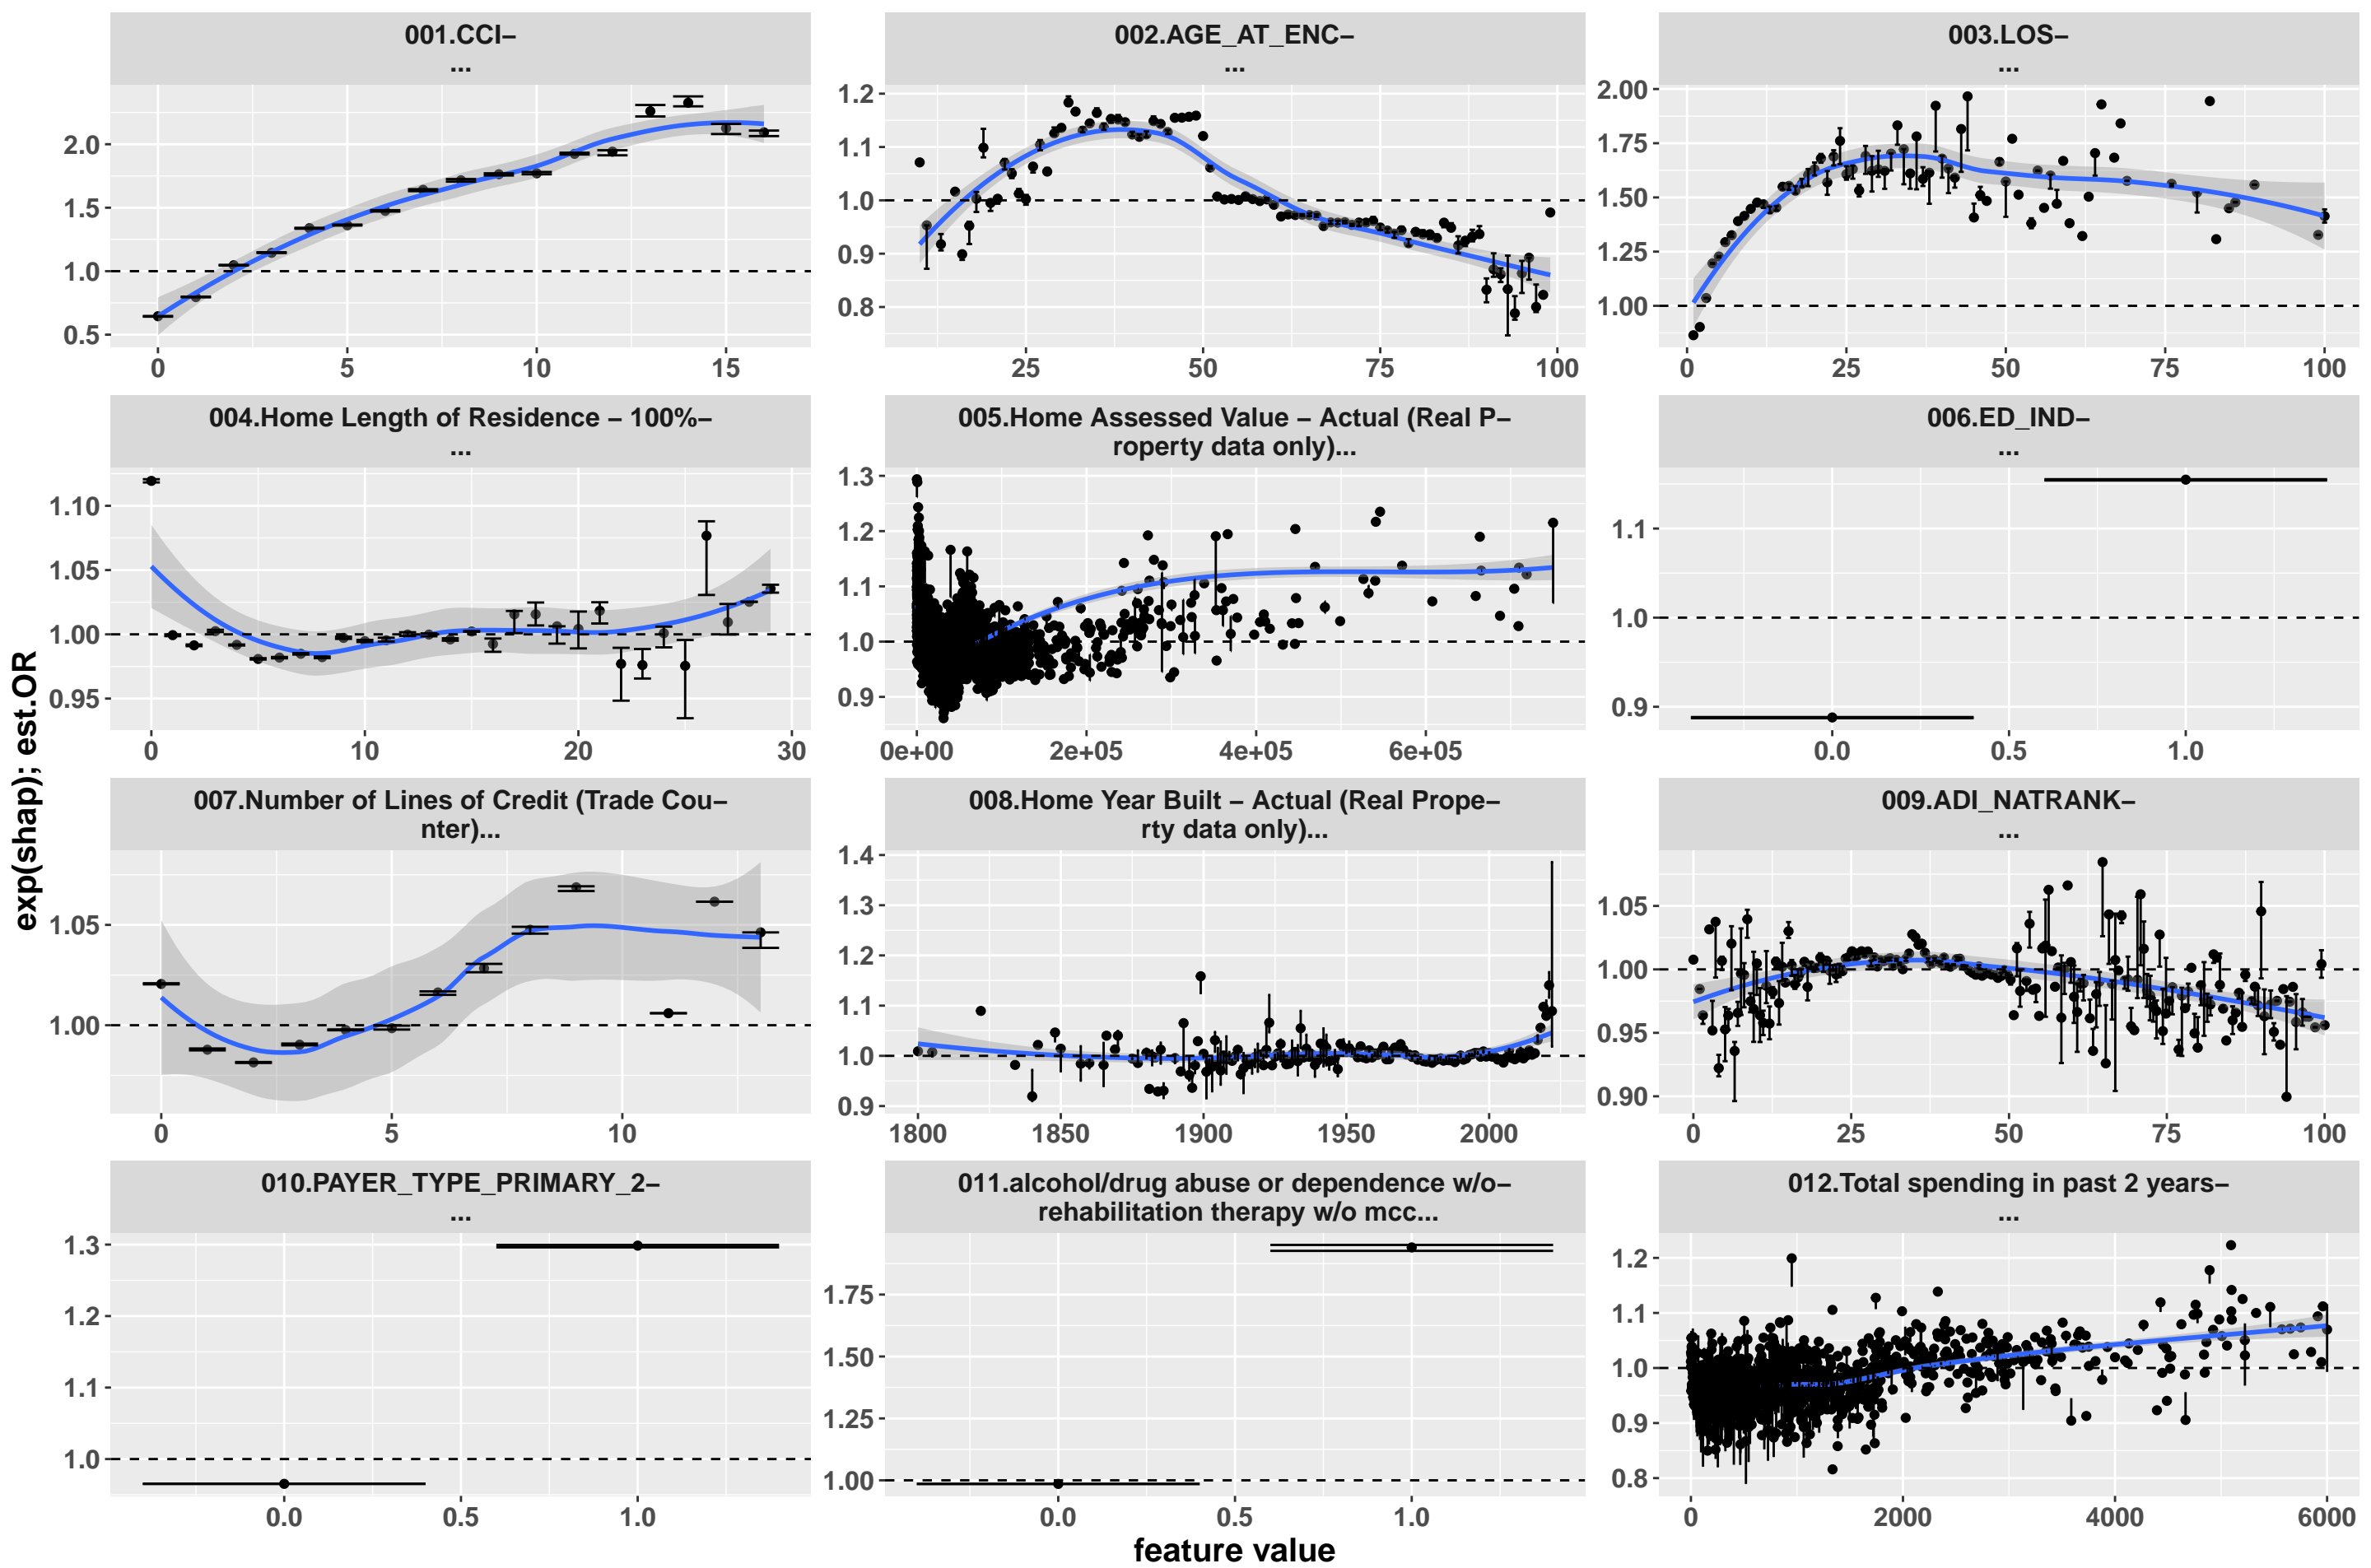 exp(shap); est.OR
001.CCI–
...
2.0
1.5
1.0
0.5
0 5 10 15
002.AGE_AT_ENC–
...
1.2
1.1
1.0
0.9
0.8
25 50 75 100
003.LOS–
...
2.00
1.75
1.50
1.25
1.00
0 25 50 75 100
004.Home Length of Residence – 100%–
...
1.10
1.05
1.00
0.95
0 10 20 30
005.Home Assessed Value – Actual (Real P–
roperty data only)...
1.3
1.2
1.1
1.0
0.9
0e+00 2e+05 4e+05 6e+05
006.ED_IND–
...
1.1
1.0
0.9
0.0 0.5 1.0
007.Number of Lines of Credit (Trade Cou–
nter)...
1.05
1.00
0 5 10
008.Home Year Built – Actual (Real Prope–
rty data only)...
1.4
1.3
1.2
1.1
1.0
0.9
1800 1850 1900 1950 2000
009.ADI_NATRANK–
...
1.05
1.00
0.95
0.90
0 25 50 75 100
010.PAYER_TYPE_PRIMARY_2–
...
1.3
1.2
1.1
1.0
0.0 0.5 1.0
011.alcohol/drug abuse or dependence w/o–
rehabilitation therapy w/o mcc...
1.75
1.50
1.25
1.00
0.0 0.5 1.0
012.Total spending in past 2 years–
...
1.2
1.1
1.0
0.9
0.8
0 2000 4000 6000
feature value